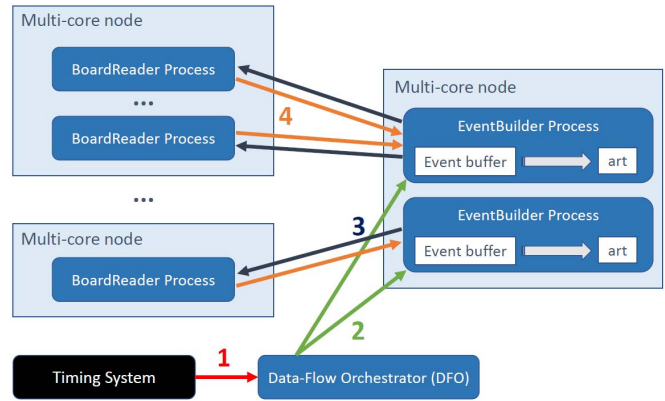 Multi-core node
BoardReader Process
...
BoardReader Process
4
Multi-core node
EventBuilder Process
Event buffer
art
EventBuilder Process
Event buffer
art
...
Multi-core node
BoardReader Process
3
2
1
Timing System
Data-Flow Orchestrator (DFO)